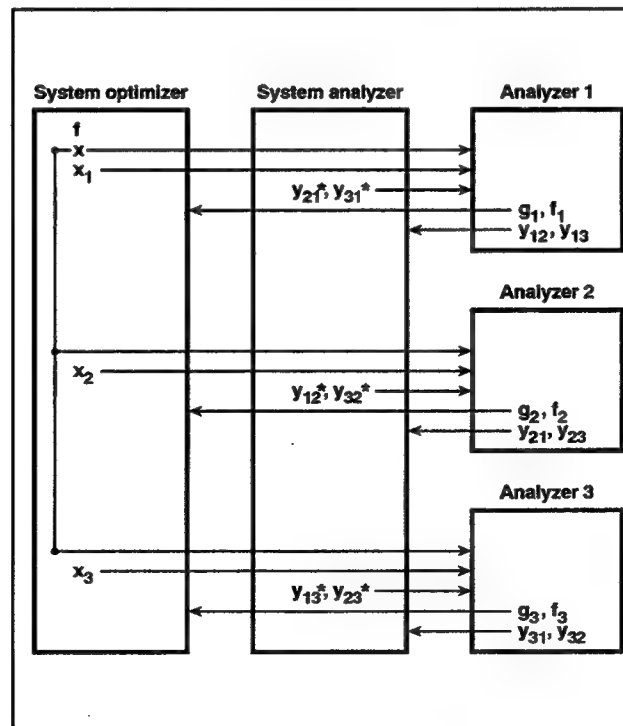 System optimizer System analyzer Analyzer 1
f
x
x1
y21*, y31*
g1, f1
y12, y13
Analyzer 2
x2
y12*, y32*
g2, f2
y21, y23
Analyzer 3
x3
y13*, y23*
g3, f3
y31, y32